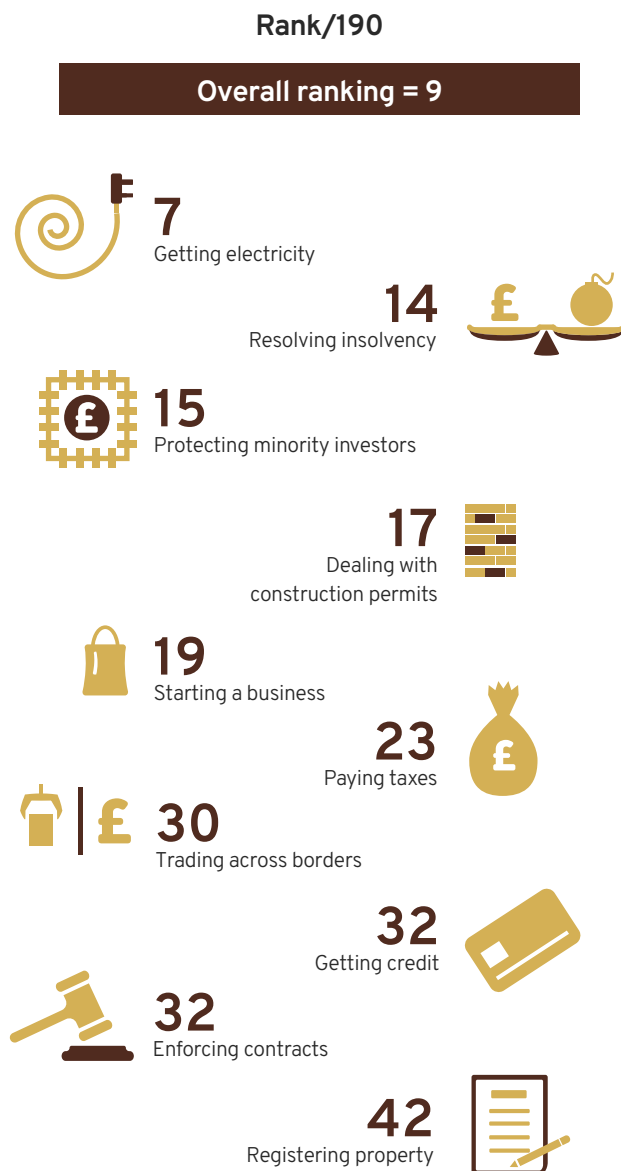 Rank/190
Overall ranking = 9
7
Getting electricity
14
£
Resolving insolvency
£
15
Protecting minority investors
17
Dealing with
construction permits
19
Starting a business
23
£
Paying taxes
£
30
Trading across borders
32
Getting credit
32
Enforcing contracts
42
Registering property